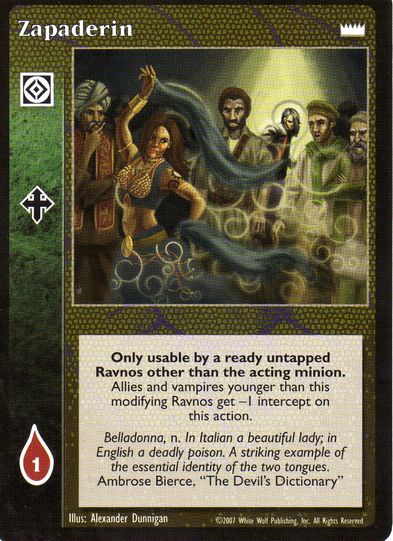 Zapaderin
Only usable by a ready untapped
Ravnos other than the acting minion.
Allies and vampires younger than this
modifying Ravnos get –1 intercept on
this action.
Belladonna, n. In Italian a beautiful lady; in
English a deadly poison. A striking example of
the essential identity of the two tongues.
Ambrose Bierce, "The Devil's Dictionary"
1
Illus: Alexander Dunnigan
©2007 White Wolf Publishing, Inc. All Rights Reserved